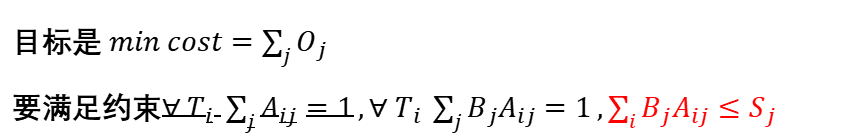 目标是 min cost = ∑_j O_j
要满足约束∀ T_i ∑_j A_ij = 1 ,∀ T_i ∑_j B_j A_ij = 1 , ∑_i B_j A_ij ≤ S_j